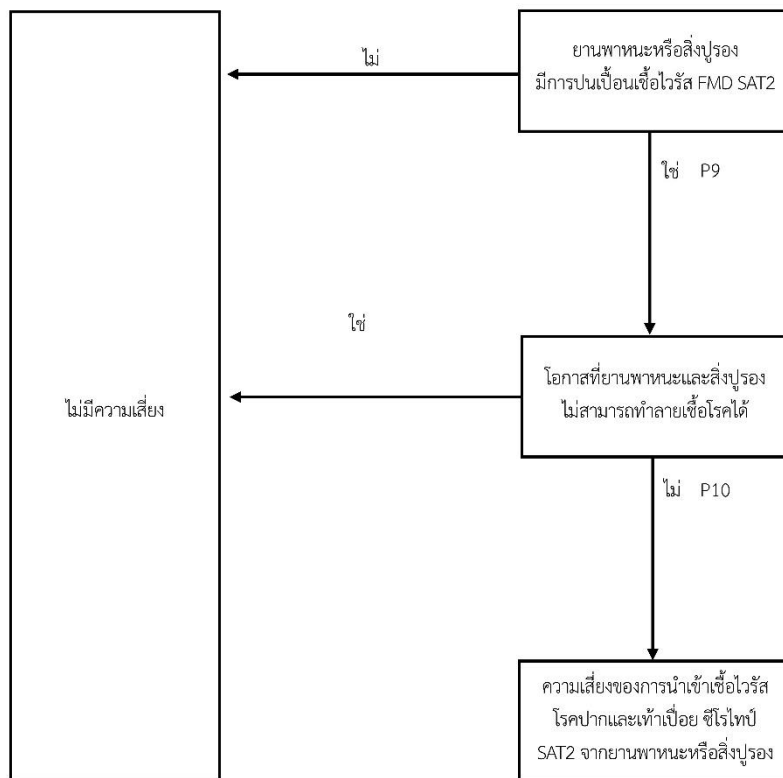 ยานพาหนะหรือสิ่งปูรอง
มีการปนเปื้อนเชื้อไวรัส FMD SAT2
ไม่
ใช่ P9
ใช่
โอกาสที่ยานพาหนะและสิ่งปูรอง
ไม่สามารถทำลายเชื้อโรคได้
ไม่มีความเสี่ยง
ไม่ P10
ความเสี่ยงของการนำเข้าเชื้อไวรัส
โรคปากและเท้าเปื่อย ซีโรไทป์
SAT2 จากยานพาหนะหรือสิ่งปูรอง